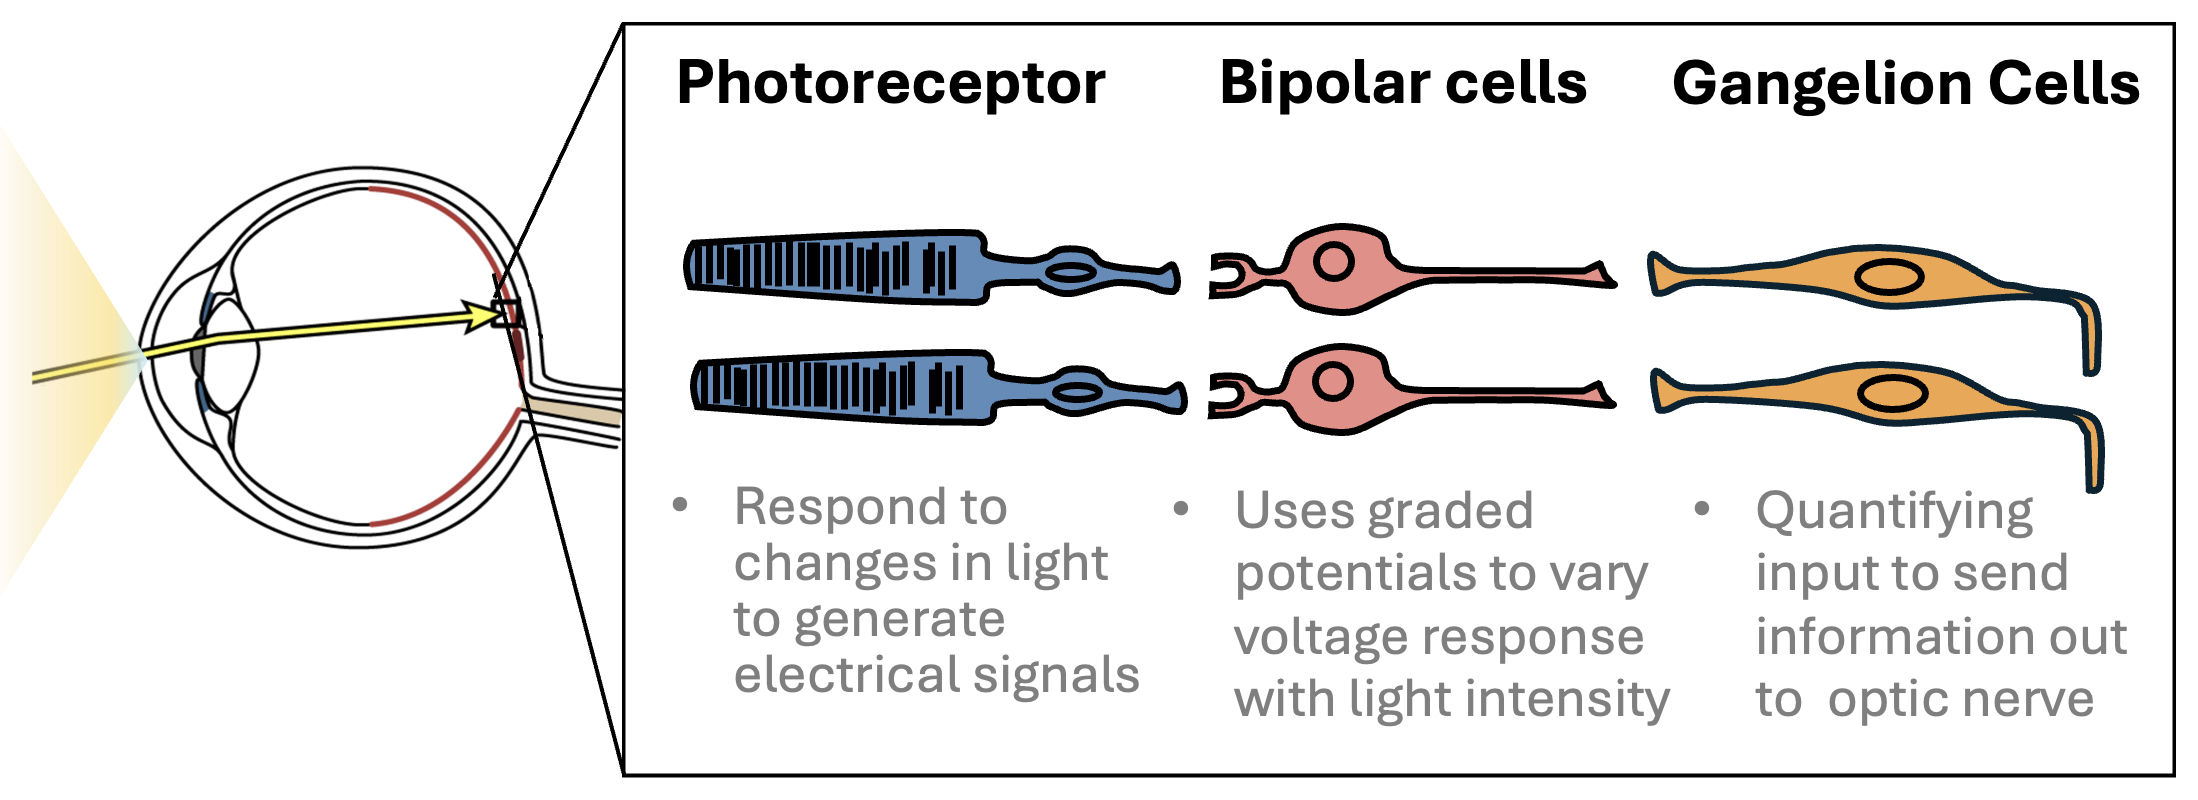 Photoreceptor
Bipolar cells
Gangelion Cells
• Respond to
changes in light
to generate
electrical signals
• Uses graded
potentials to vary
voltage response
with light intensity
• Quantifying
input to send
information out
to  optic nerve